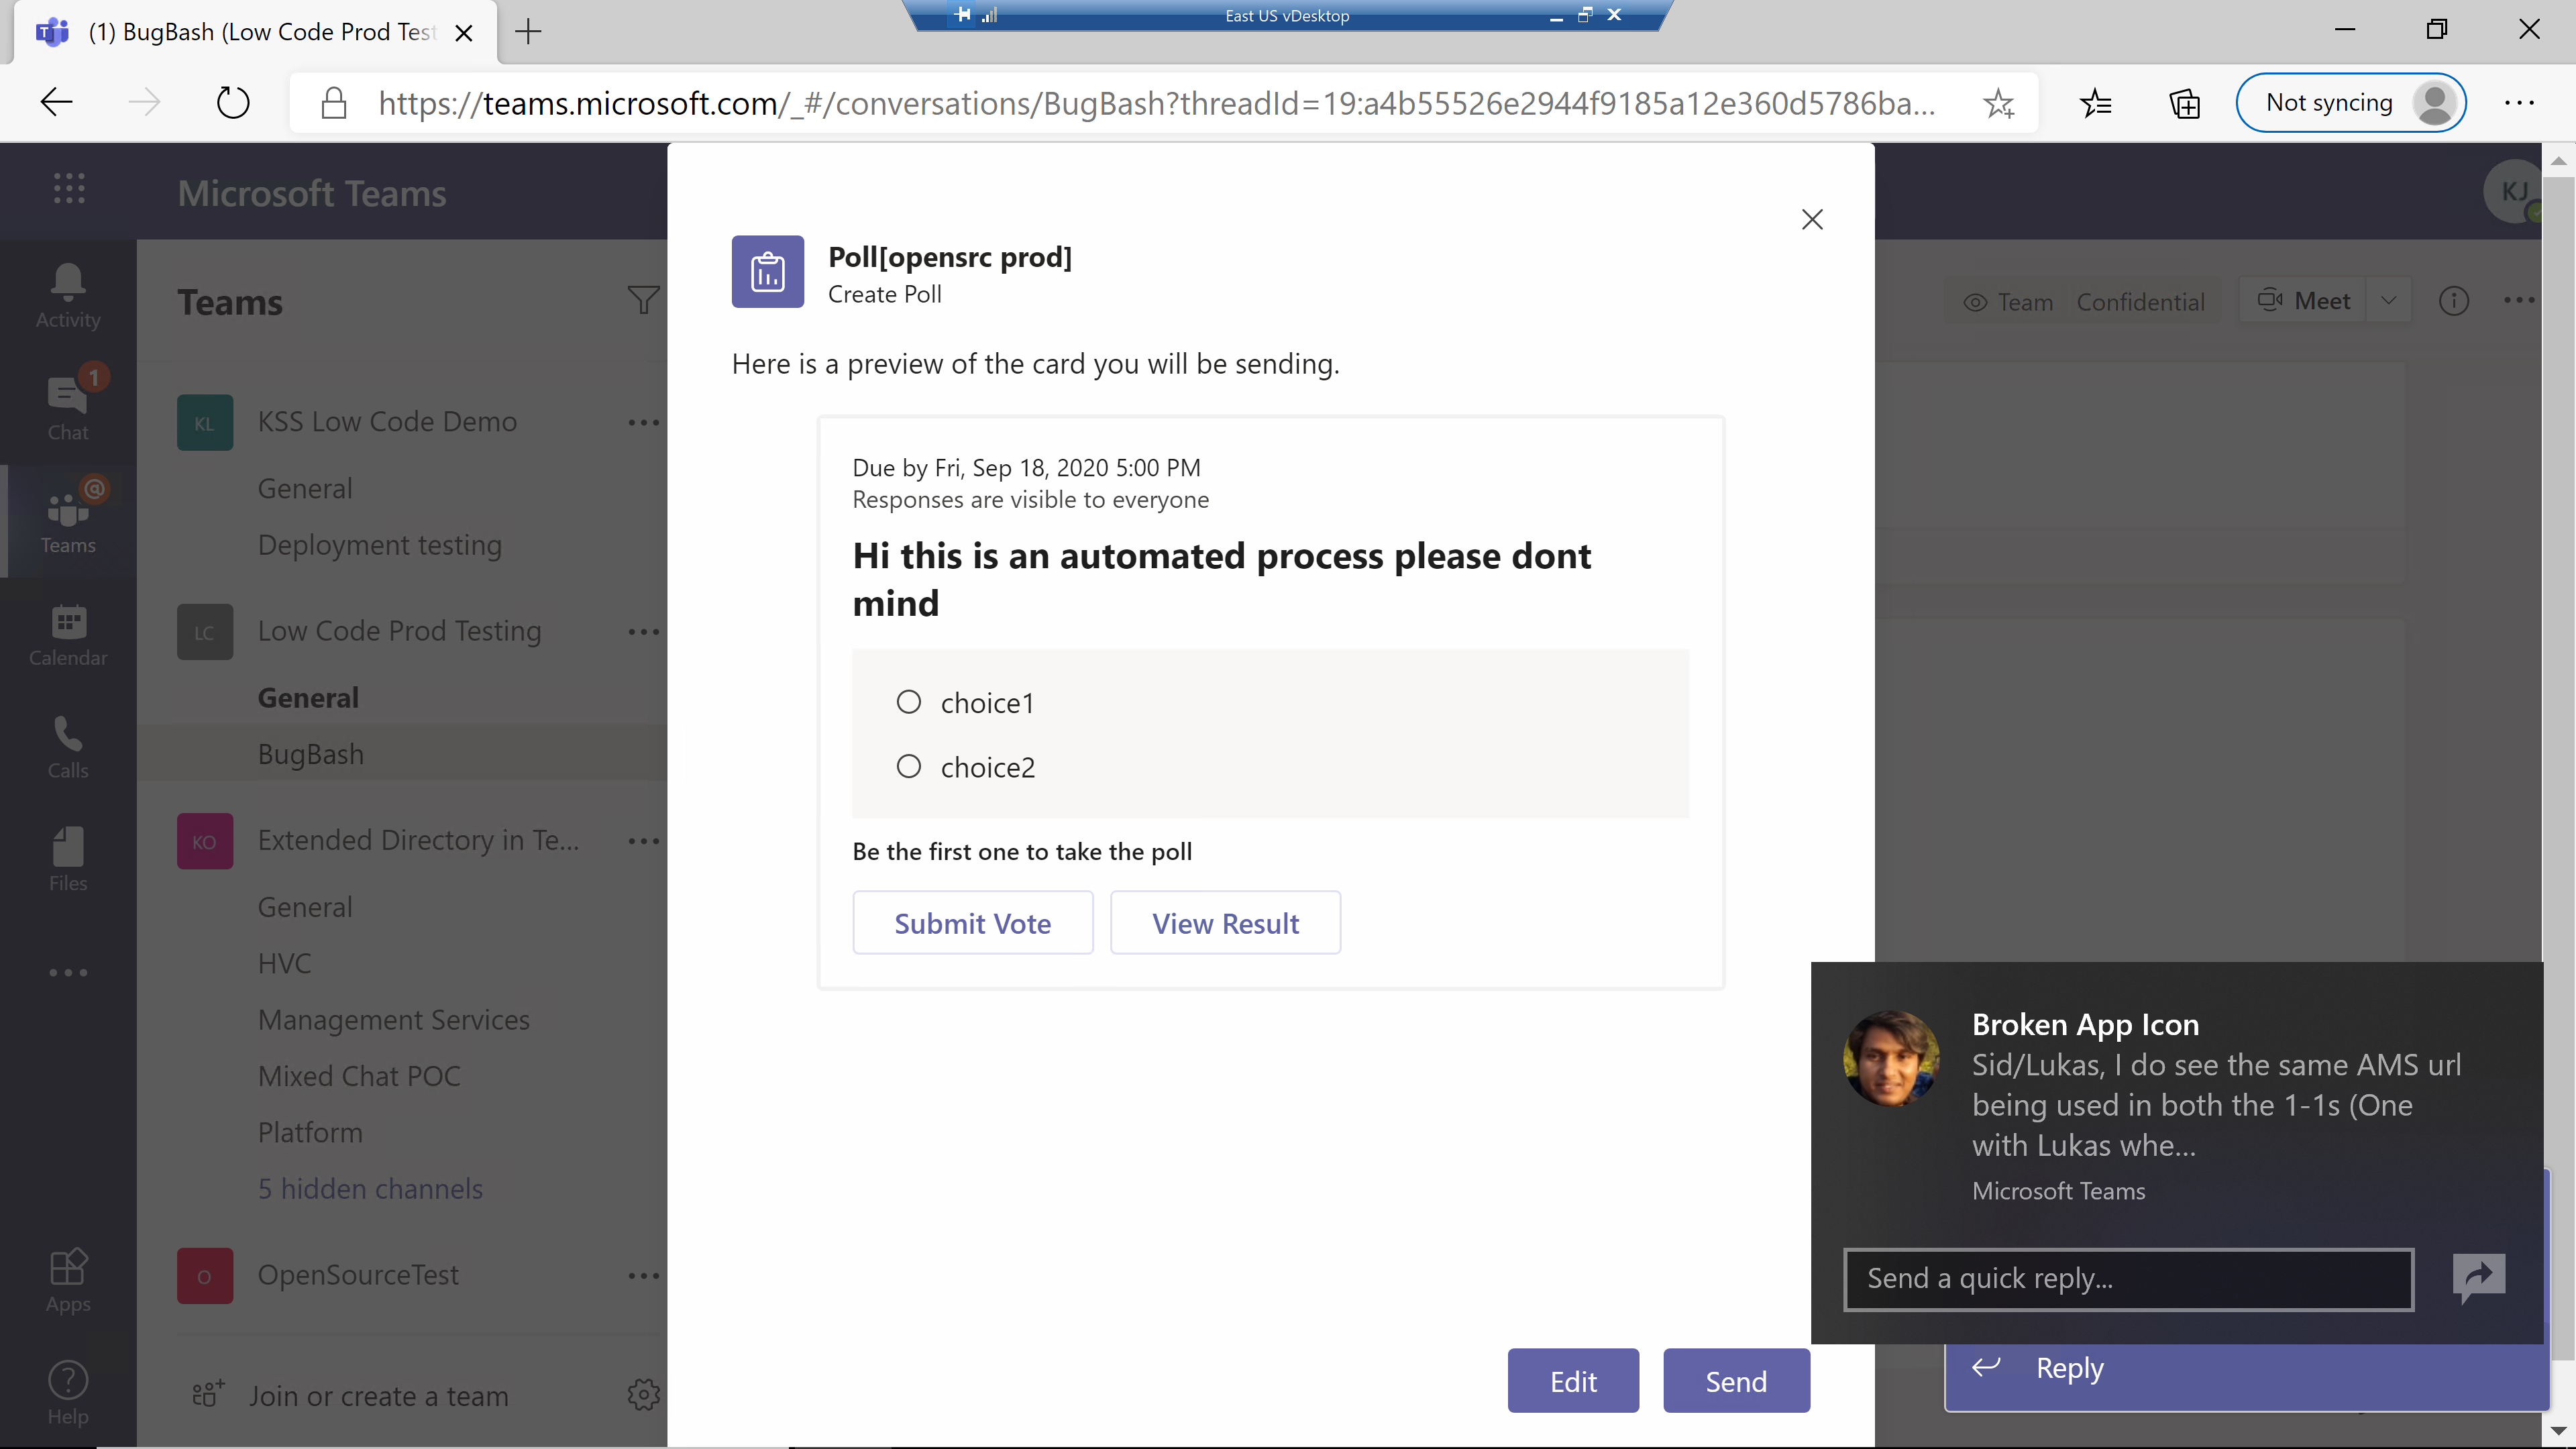 (1) BugBash (Low Code Prod Test
East US vDesktop
https://teams.microsoft.com/_#/conversations/BugBash?threadId=19:a4b55526e2944f9185a12e360d5786ba...
Not syncing
Microsoft Teams
KJ
Activity
Chat
1
Teams
@
Calendar
Calls
Files
Apps
Help
Teams
KL
KSS Low Code Demo
General
Deployment testing
LC
Low Code Prod Testing
General
BugBash
KO
Extended Directory in Te...
General
HVC
Management Services
Mixed Chat POC
Platform
5 hidden channels
O
OpenSourceTest
Join or create a team
Team Confidential
Meet
Poll[opensrc prod]
Create Poll
Here is a preview of the card you will be sending.
Due by Fri, Sep 18, 2020 5:00 PM
Responses are visible to everyone
Hi this is an automated process please dont
mind
choice1
choice2
Be the first one to take the poll
Submit Vote
View Result
Edit
Send
Broken App Icon
Sid/Lukas, I do see the same AMS url
being used in both the 1-1s (One
with Lukas whe...
Microsoft Teams
Send a quick reply...
Reply